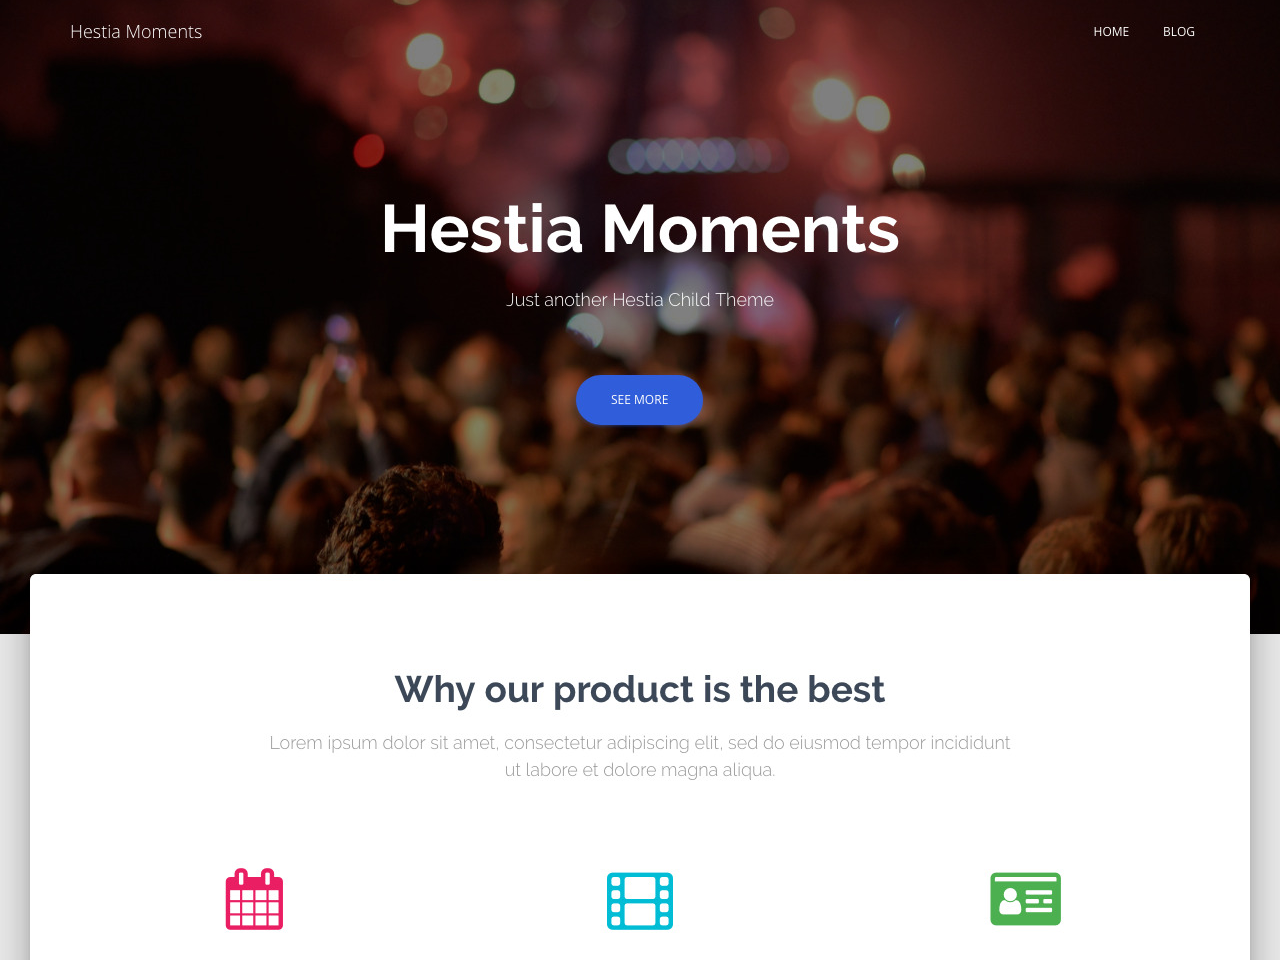 Hestia Moments
HOME
BLOG
Hestia Moments
Just another Hestia Child Theme
SEE MORE
Why our product is the best
Lorem ipsum dolor sit amet, consectetur adipiscing elit, sed do eiusmod tempor incididunt
ut labore et dolore magna aliqua.